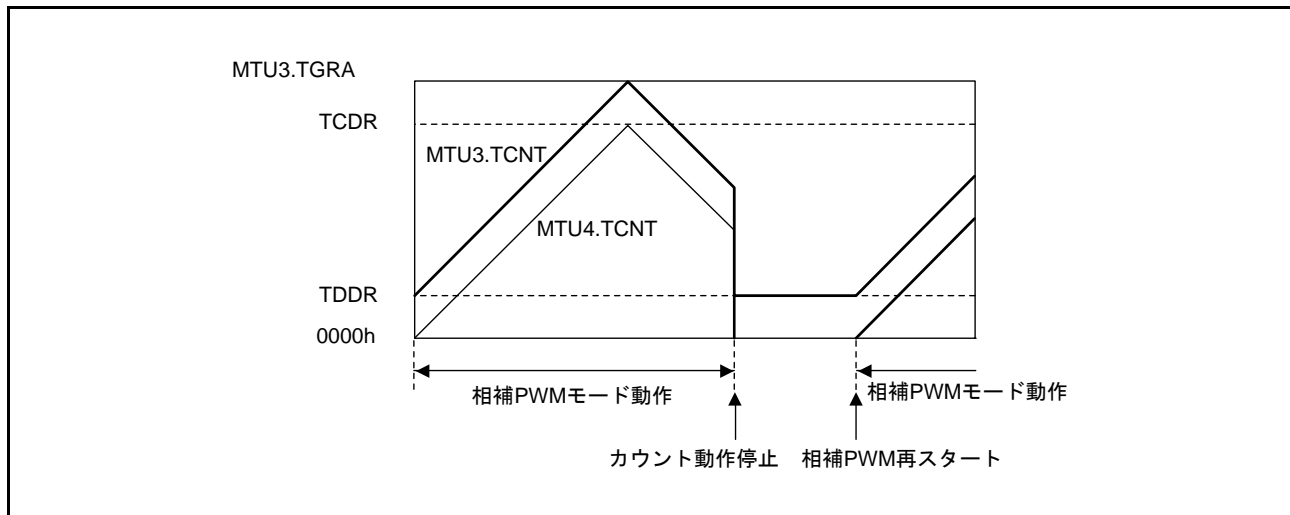 MTU3.TGRA
TCDR
MTU3.TCNT
MTU4.TCNT
TDDR
0000h
相補PWMモード動作
相補PWMモード動作
カウント動作停止
相補PWM再スタート